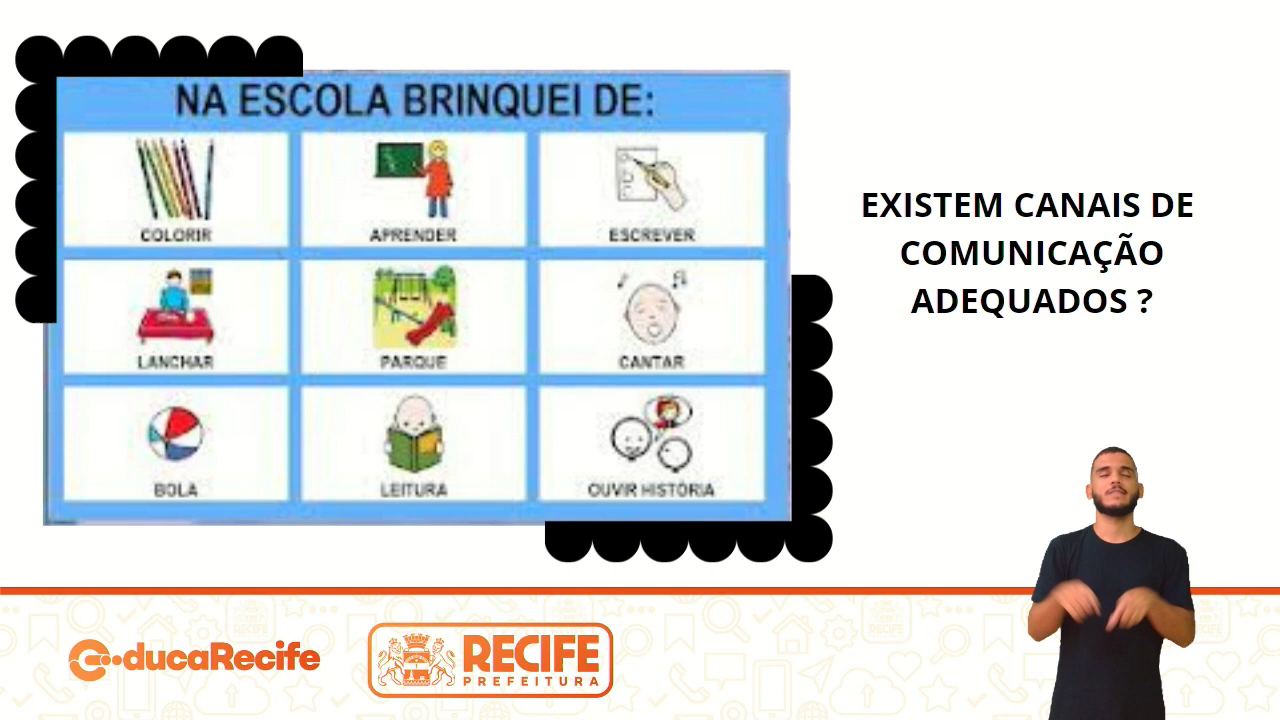 NA ESCOLA BRINQUEI DE:
COLORIR
APRENDER
ESCREVER
LANCHAR
PARQUE
CANTAR
BOLA
LEITURA
OUVIR HISTÓRIA
EXISTEM CANAIS DE
COMUNICAÇÃO
ADEQUADOS ?
educaRecife
RECIFE
PREFEITURA